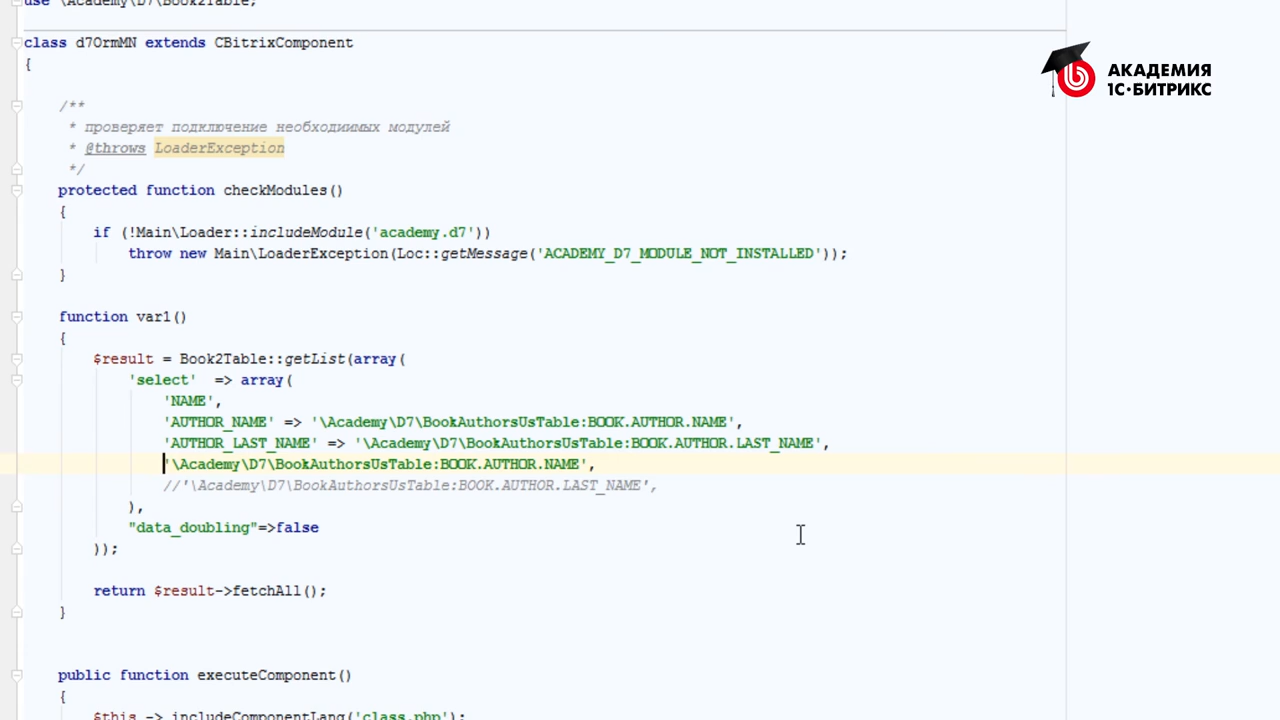 use \Academy\D7\Book2Table;
class d7OrmMN extends CBitrixComponent
{
АКАДЕМИЯ
1С·БИТРИКС
/**
* проверяет подключение необходиимых модулей
* @throws LoaderException
*/
protected function checkModules()
{
if (!Main\Loader::includeModule('academy.d7'))
throw new Main\LoaderException(Loc::getMessage('ACADEMY_D7_MODULE_NOT_INSTALLED'));
}
function var1()
{
$result = Book2Table::getList(array(
'select'  => array(
'NAME',
'AUTHOR_NAME' => '\Academy\D7\BookAuthorsUsTable:BOOK.AUTHOR.NAME',
'AUTHOR_LAST_NAME' => '\Academy\D7\BookAuthorsUsTable:BOOK.AUTHOR.LAST_NAME',
'\Academy\D7\BookAuthorsUsTable:BOOK.AUTHOR.NAME',
//'\Academy\D7\BookAuthorsUsTable:BOOK.AUTHOR.LAST_NAME',
),
"data_doubling"=>false
));
return $result->fetchAll();
}
public function executeComponent()
{
$this -> includeComponentLang('class.php');